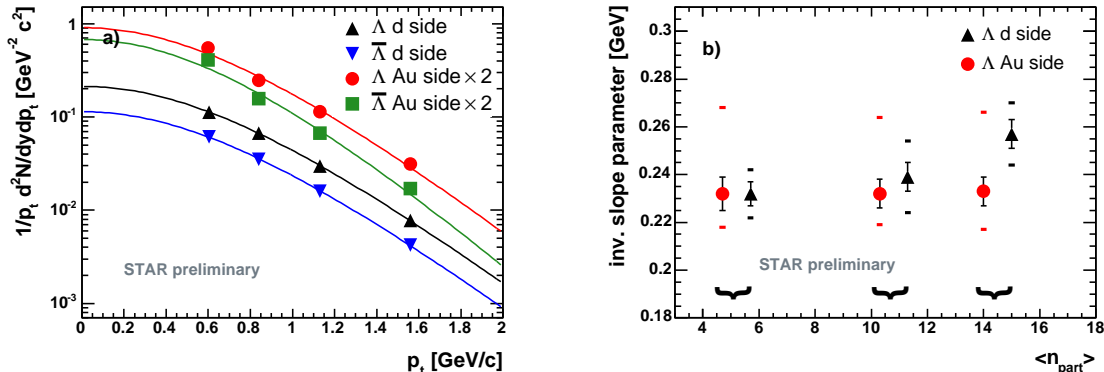 1/pₜ d²N/dydpₜ [GeV⁻² c²]
1
10⁻¹
10⁻²
10⁻³
a)
Λ d side
Λ̅ d side
Λ Au side × 2
Λ̅ Au side × 2
STAR preliminary
0 0.2 0.4 0.6 0.8 1 1.2 1.4 1.6 1.8 2
pₜ [GeV/c]
inv. slope parameter [GeV]
0.3
0.28
0.26
0.24
0.22
0.2
0.18
b)
Λ d side
Λ Au side
STAR preliminary
4 6 8 10 12 14 16 18
<n_part>